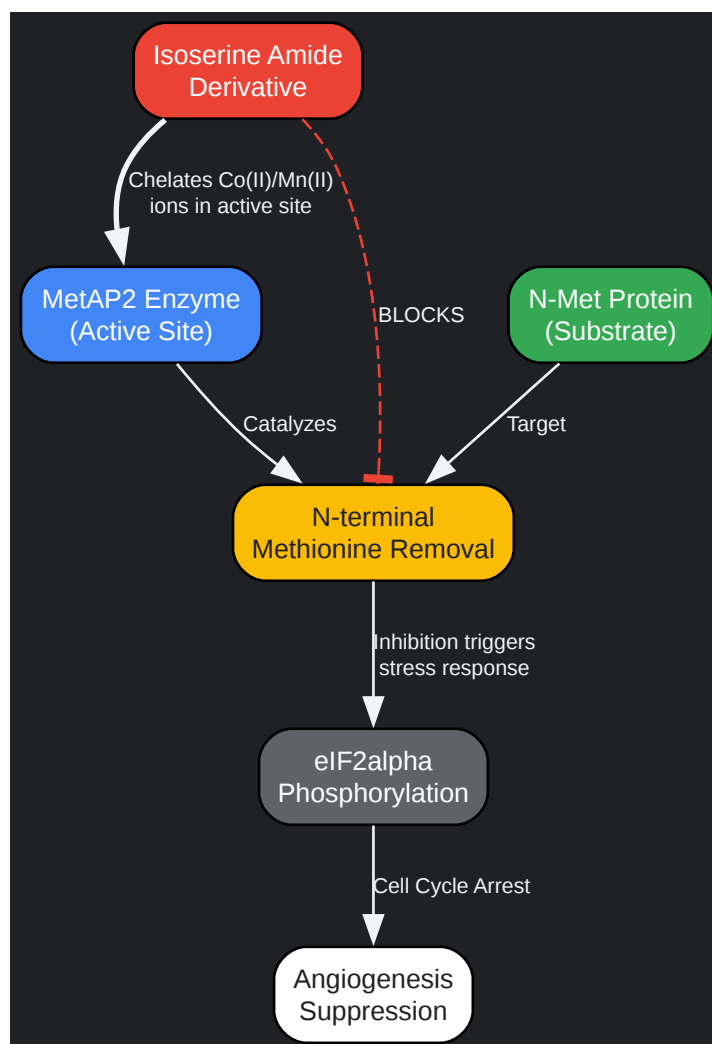 Isoserine Amide
Derivative
Chelates Co(II)/Mn(II)
ions in active site
MetAP2 Enzyme
(Active Site)
BLOCKS
N-Met Protein
(Substrate)
Catalyzes
Target
N-terminal
Methionine Removal
Inhibition triggers
stress response
eIF2alpha
Phosphorylation
Cell Cycle Arrest
Angiogenesis
Suppression